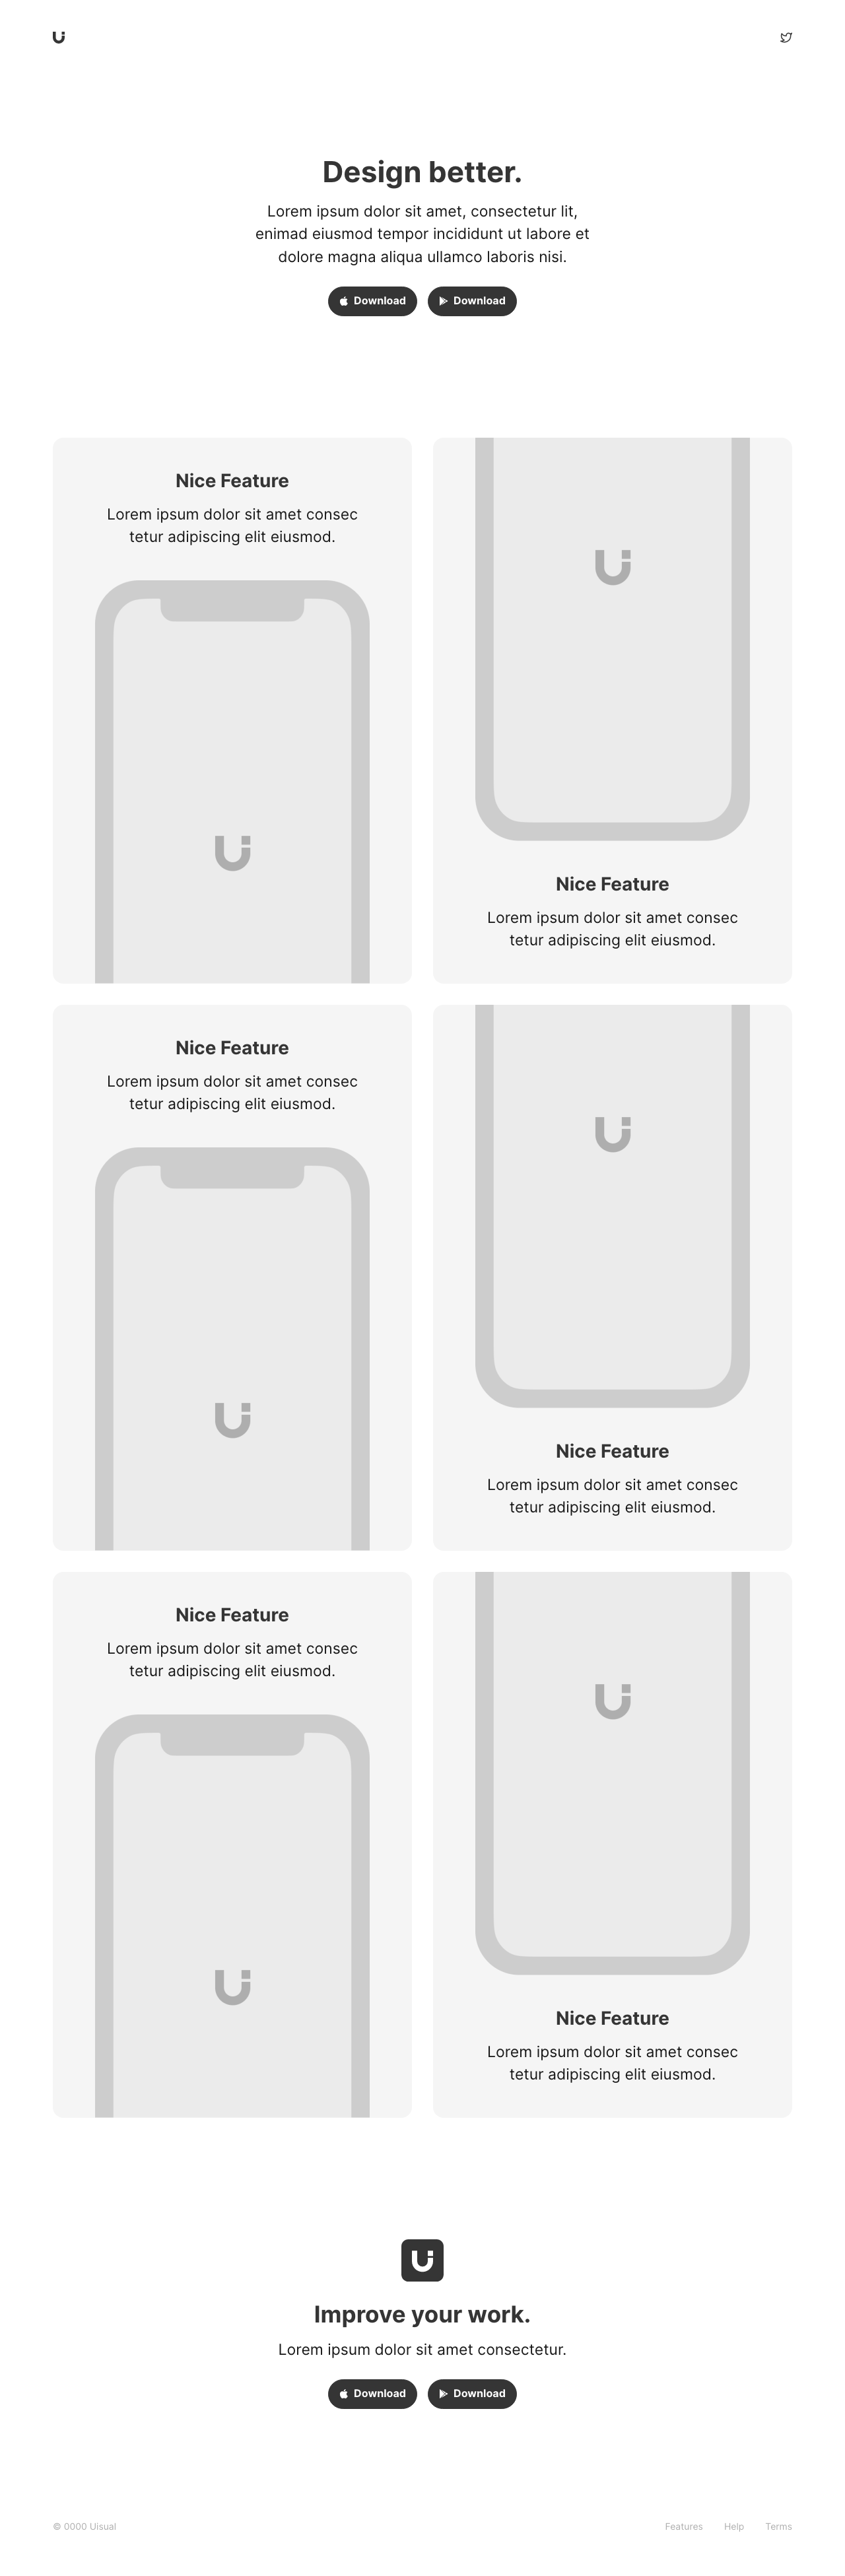 Design better.
Lorem ipsum dolor sit amet, consectetur lit,
enimad eiusmod tempor incididunt ut labore et
dolore magna aliqua ullamco laboris nisi.
Download
Download
Nice Feature
Lorem ipsum dolor sit amet consec
tetur adipiscing elit eiusmod.
Nice Feature
Lorem ipsum dolor sit amet consec
tetur adipiscing elit eiusmod.
Nice Feature
Lorem ipsum dolor sit amet consec
tetur adipiscing elit eiusmod.
Nice Feature
Lorem ipsum dolor sit amet consec
tetur adipiscing elit eiusmod.
Nice Feature
Lorem ipsum dolor sit amet consec
tetur adipiscing elit eiusmod.
Nice Feature
Lorem ipsum dolor sit amet consec
tetur adipiscing elit eiusmod.
Improve your work.
Lorem ipsum dolor sit amet consectetur.
Download
Download
© 0000 Uisual
Features
Help
Terms